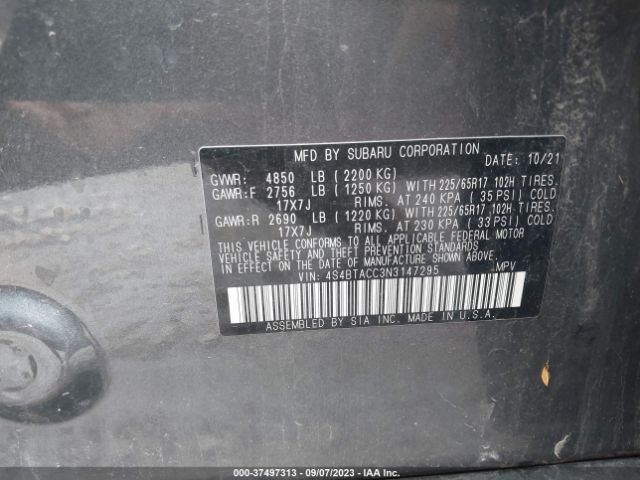 MFD BY SUBARU CORPORATION
DATE: 10/21
GVWR: 4850 LB (2200 KG)
GAWR:F 2756 LB (1250 KG) WITH 225/65R17 102H TIRES.
17X7J RIMS. AT 240 KPA (35 PSI) COLD
GAWR:R 2690 LB (1220 KG) WITH 225/65R17 102H TIRES.
17X7J RIMS. AT 230 KPA (33 PSI) COLD
THIS VEHICLE CONFORMS TO ALL APPLICABLE FEDERAL MOTOR
VEHICLE SAFETY AND THEFT PREVENTION STANDARDS
IN EFFECT ON THE DATE OF MANUFACTURE SHOWN ABOVE.
VIN: 4S4BTACC3N3147295 MPV
ASSEMBLED BY SIA INC. MADE IN U.S.A.
000-37497313 - 09/07/2023 - IAA Inc.